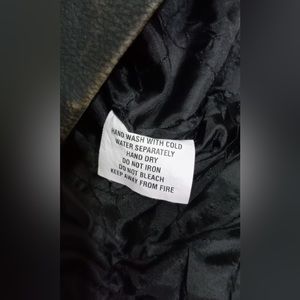 HAND WASH WITH COLD
WATER SEPARATELY
HAND DRY
DO NOT IRON
DO NOT BLEACH
KEEP AWAY FROM FIRE